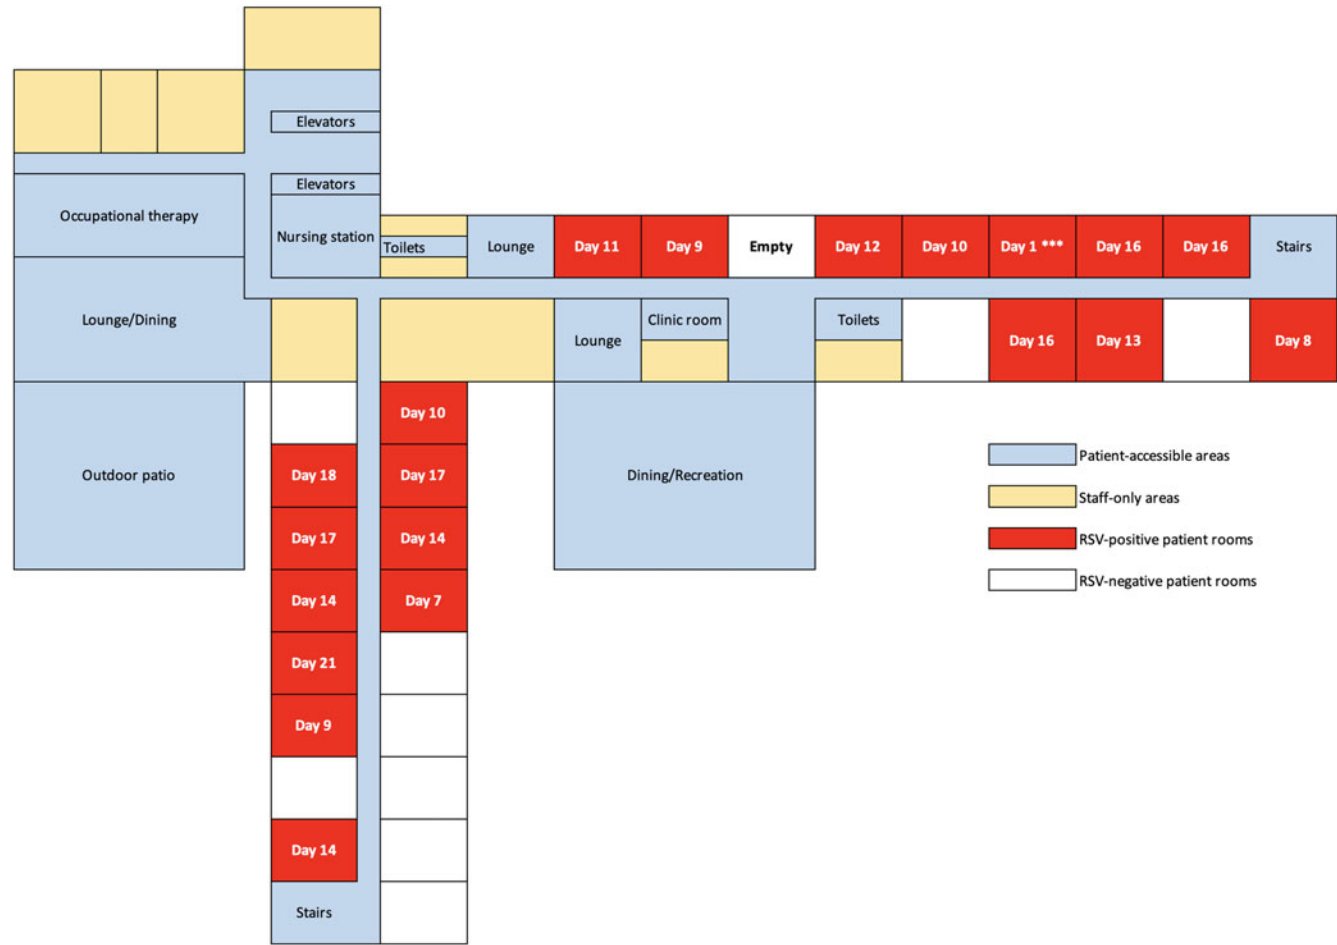 Elevators
Elevators
Occupational therapy
Nursing station
Toilets
Lounge
Day 11
Day 9
Empty
Day 12
Day 10
Day 1 ***
Day 16
Day 16
Stairs
Lounge/Dining
Lounge
Clinic room
Toilets
Day 16
Day 13
Day 8
Day 10
Outdoor patio
Day 18
Day 17
Dining/Recreation
Day 17
Day 14
Day 14
Day 7
Day 21
Day 9
Day 14
Stairs
Patient-accessible areas
Staff-only areas
RSV-positive patient rooms
RSV-negative patient rooms